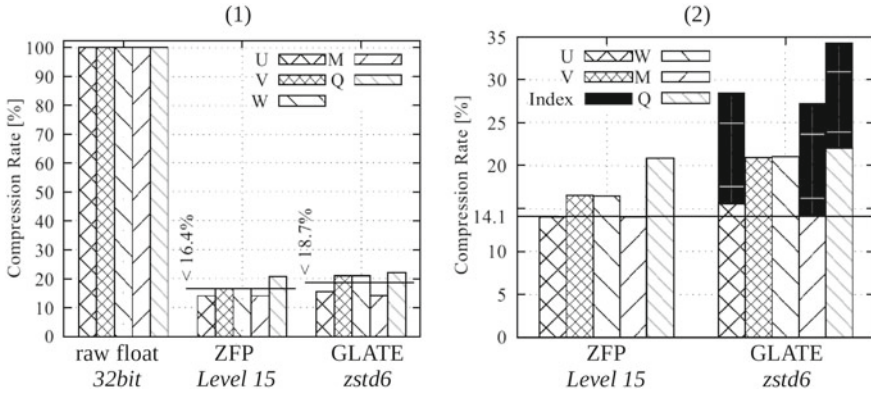 (1)
Compression Rate [%]
100
90
80
70
60
50
40
30
20
10
0
U
V
W
M
Q
< 16.4%
< 18.7%
raw float
32bit
ZFP
Level 15
GLATE
zstd6
(2)
Compression Rate [%]
35
30
25
20
14.1
10
5
0
U
V
Index
W
M
Q
ZFP
Level 15
GLATE
zstd6